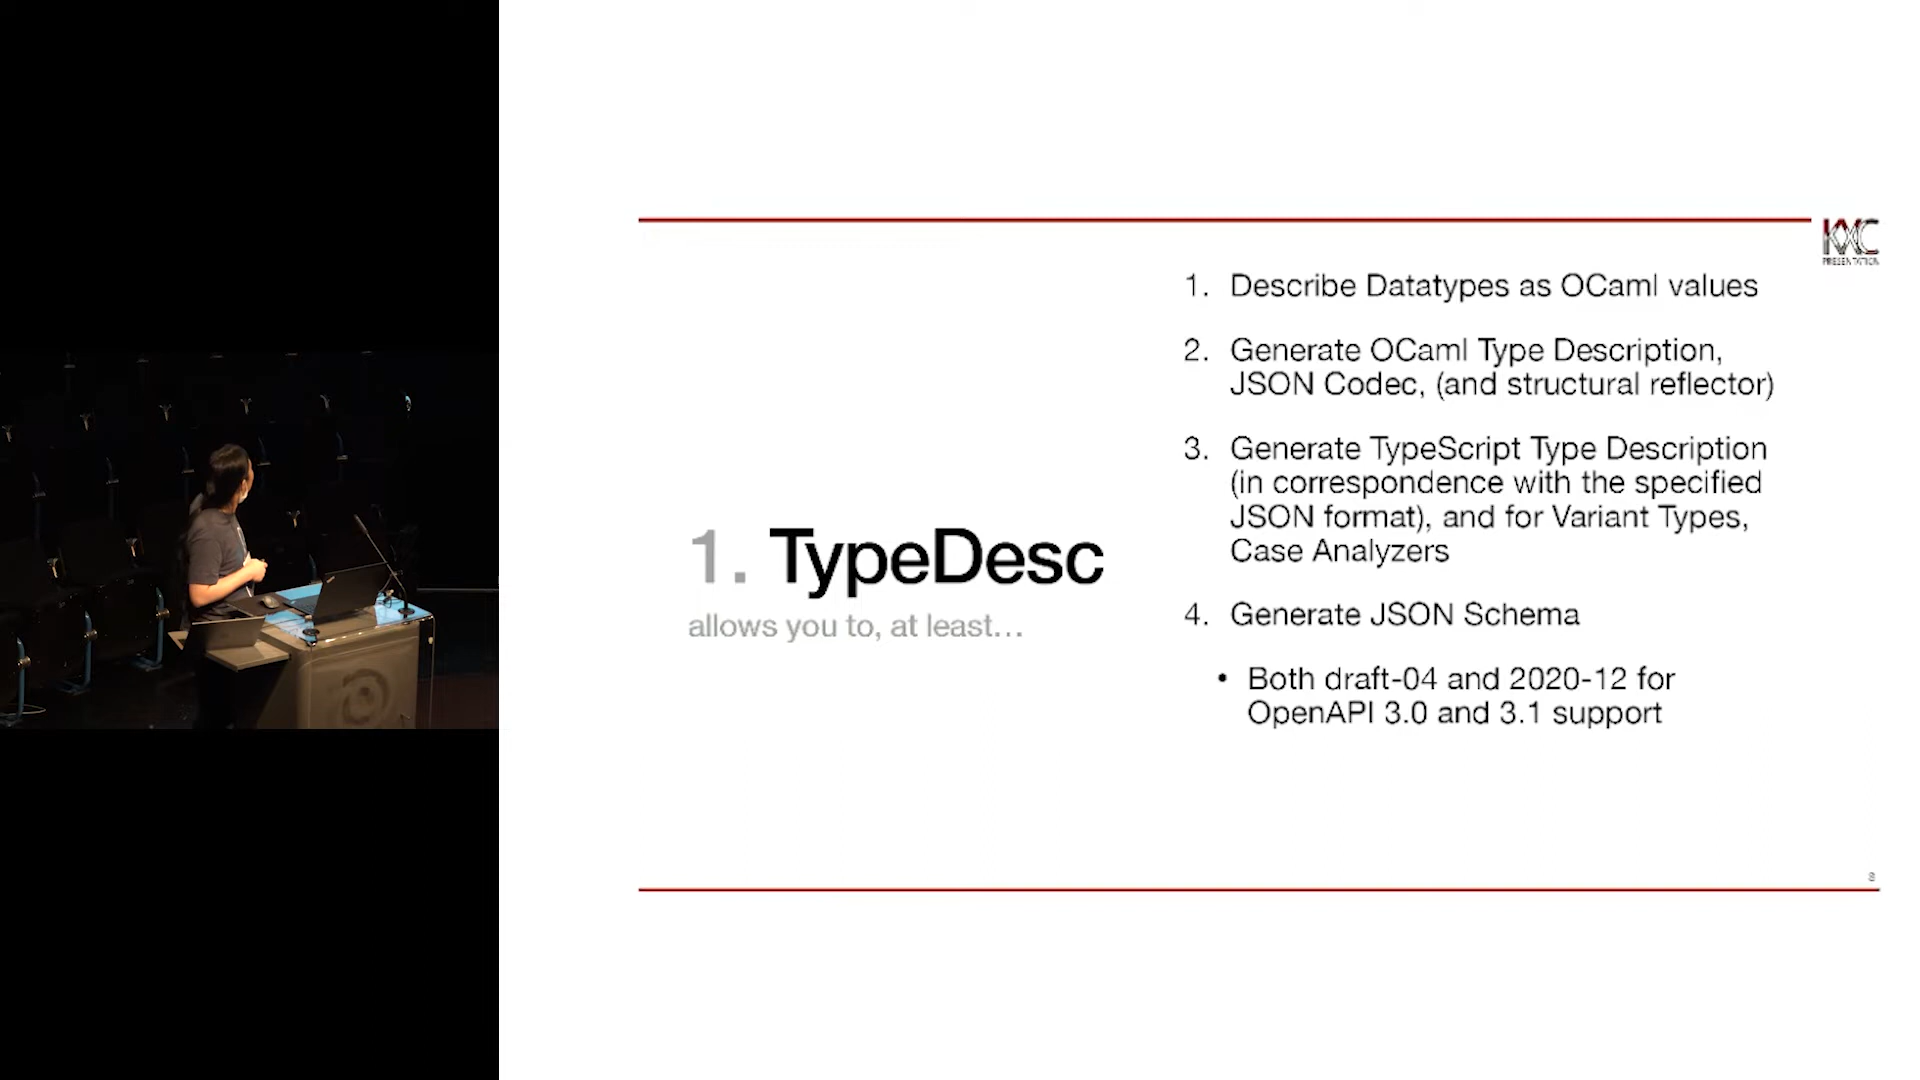 KXC
PRESENTATION
1. TypeDesc
allows you to, at least…
1. Describe Datatypes as OCaml values
2. Generate OCaml Type Description,
JSON Codec, (and structural reflector)
3. Generate TypeScript Type Description
(in correspondence with the specified
JSON format), and for Variant Types,
Case Analyzers
4. Generate JSON Schema
• Both draft-04 and 2020-12 for
OpenAPI 3.0 and 3.1 support
8